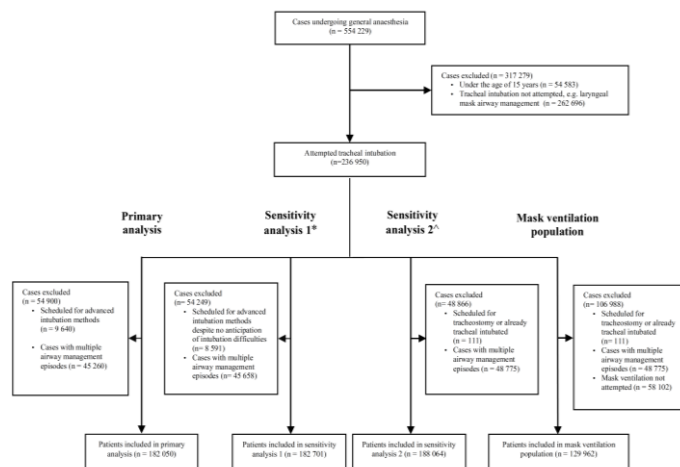 Cases undergoing general anaesthesia
(n = 554 229)
Cases excluded (n = 317 279)
• Under the age of 15 years (n = 54 583)
• Tracheal intubation not attempted, e.g. laryngeal
mask airway management (n = 262 696)
Attempted tracheal intubation
(n=236 950)
Primary
analysis
Sensitivity
analysis 1*
Sensitivity
analysis 2^
Mask ventilation
population
Cases excluded
(n = 54 900)
• Scheduled for advanced
intubation methods
(n = 9 640)
• Cases with multiple
airway management
episodes (n = 45 260)
Cases excluded
(n= 54 249)
• Scheduled for advanced
intubation methods
despite no anticipation
of intubation difficulties
(n= 8 591)
• Cases with multiple
airway management
episodes (n= 45 658)
Cases excluded
(n= 48 866)
• Scheduled for
tracheostomy or already
tracheal intubated
(n = 111)
• Cases with multiple
airway management
episodes (n = 48 775)
Cases excluded
(n= 106 988)
• Scheduled for
tracheostomy or already
tracheal intubated
(n= 111)
• Cases with multiple
airway management
episodes (n = 48 775)
• Mask ventilation not
attempted (n = 58 102)
Patients included in primary
analysis (n = 182 050)
Patients included in sensitivity
analysis 1 (n = 182 701)
Patients included in sensitivity
analysis 2 (n = 188 064)
Patients included in mask ventilation
population (n = 129 962)